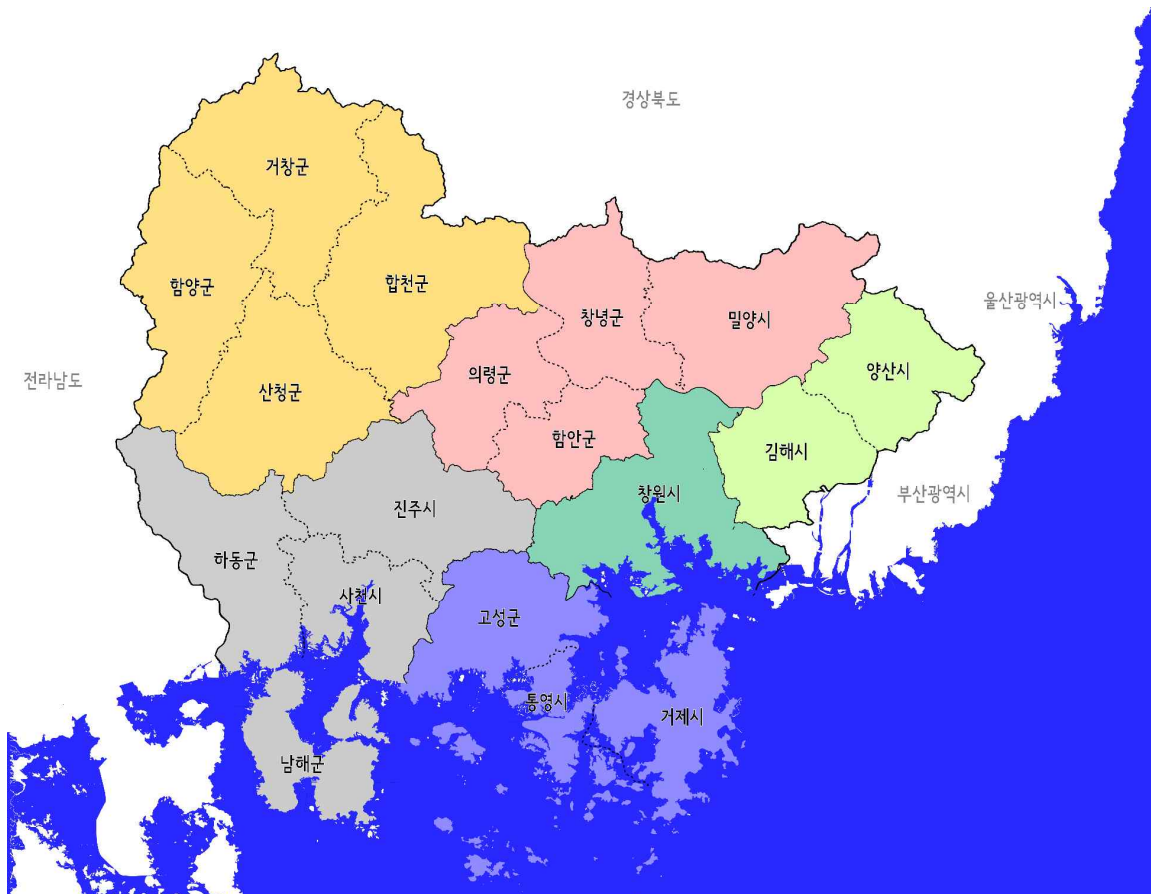 경상북도
거창군
함양군
합천군
창녕군
밀양시
울산광역시
전라남도
산청군
의령군
양산시
함안군
김해시
진주시
창원시
부산광역시
하동군
사천시
고성군
통영시
거제시
남해군